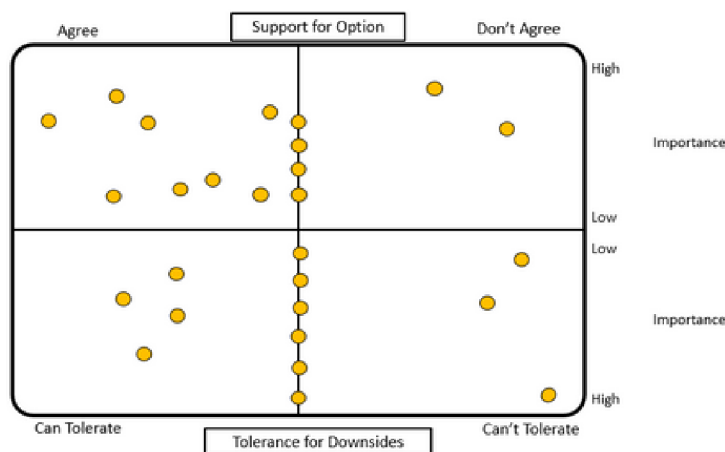 Agree
Support for Option
Don't Agree
High
Importance
Low
Low
Importance
High
Can Tolerate
Tolerance for Downsides
Can't Tolerate